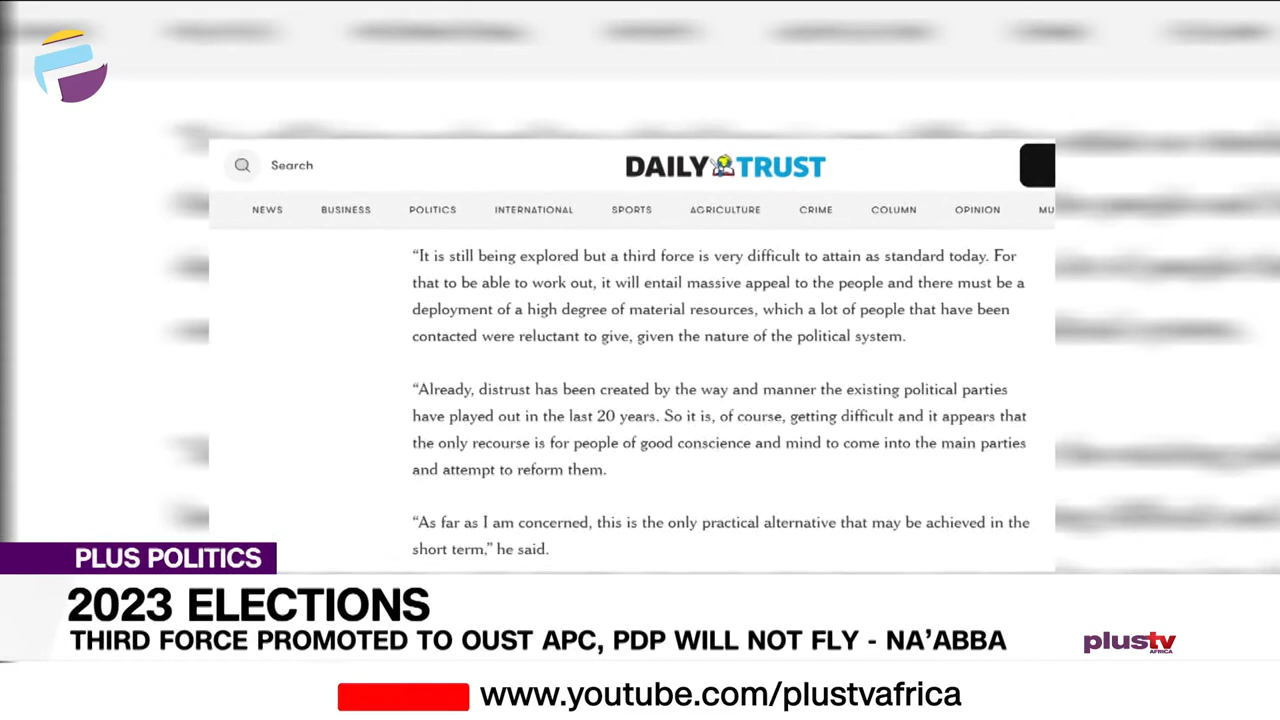 Search
DAILY TRUST
NEWS BUSINESS POLITICS INTERNATIONAL SPORTS AGRICULTURE CRIME COLUMN OPINION MU
“It is still being explored but a third force is very difficult to attain as standard today. For
that to be able to work out, it will entail massive appeal to the people and there must be a
deployment of a high degree of material resources, which a lot of people that have been
contacted were reluctant to give, given the nature of the political system.
“Already, distrust has been created by the way and manner the existing political parties
have played out in the last 20 years. So it is, of course, getting difficult and it appears that
the only recourse is for people of good conscience and mind to come into the main parties
and attempt to reform them.
“As far as I am concerned, this is the only practical alternative that may be achieved in the
short term,” he said.
PLUS POLITICS
2023 ELECTIONS
THIRD FORCE PROMOTED TO OUST APC, PDP WILL NOT FLY - NA’ABBA
plustv
AFRICA
www.youtube.com/plustvafrica